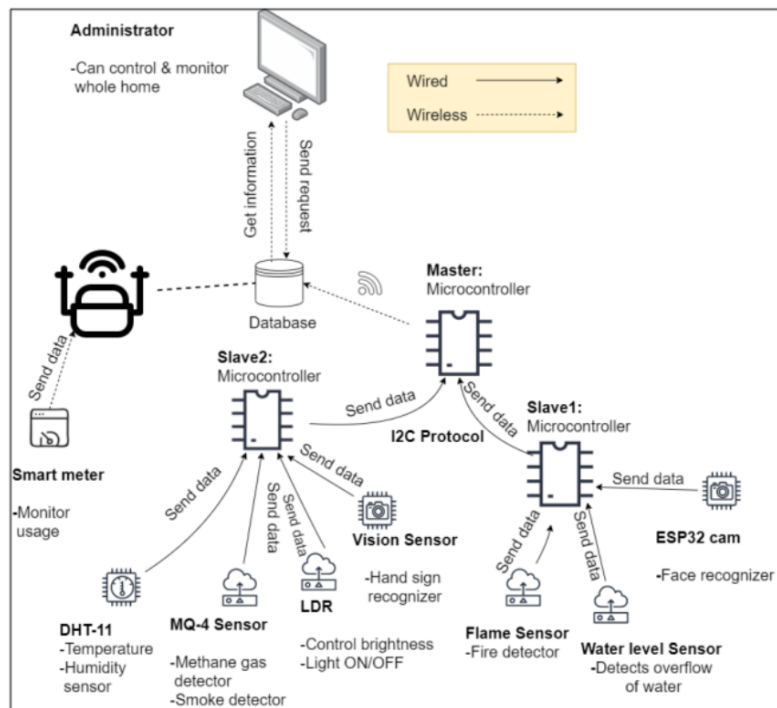 Administrator
-Can control & monitor
whole home
Wired
Wireless
Get information
Send request
Master:
Microcontroller
Database
Send data
Slave2:
Microcontroller
Send data
I2C Protocol
Send data
Slave1:
Microcontroller
Smart meter
-Monitor
usage
Send data
Send data
Send data
Send data
Vision Sensor
-Hand sign
recognizer
Send data
ESP32 cam
-Face recognizer
Send data
Send data
DHT-11
-Temperature
-Humidity
sensor
MQ-4 Sensor
-Methane gas
detector
-Smoke detector
LDR
-Control brightness
-Light ON/OFF
Flame Sensor
-Fire detector
Water level Sensor
-Detects overflow
of water